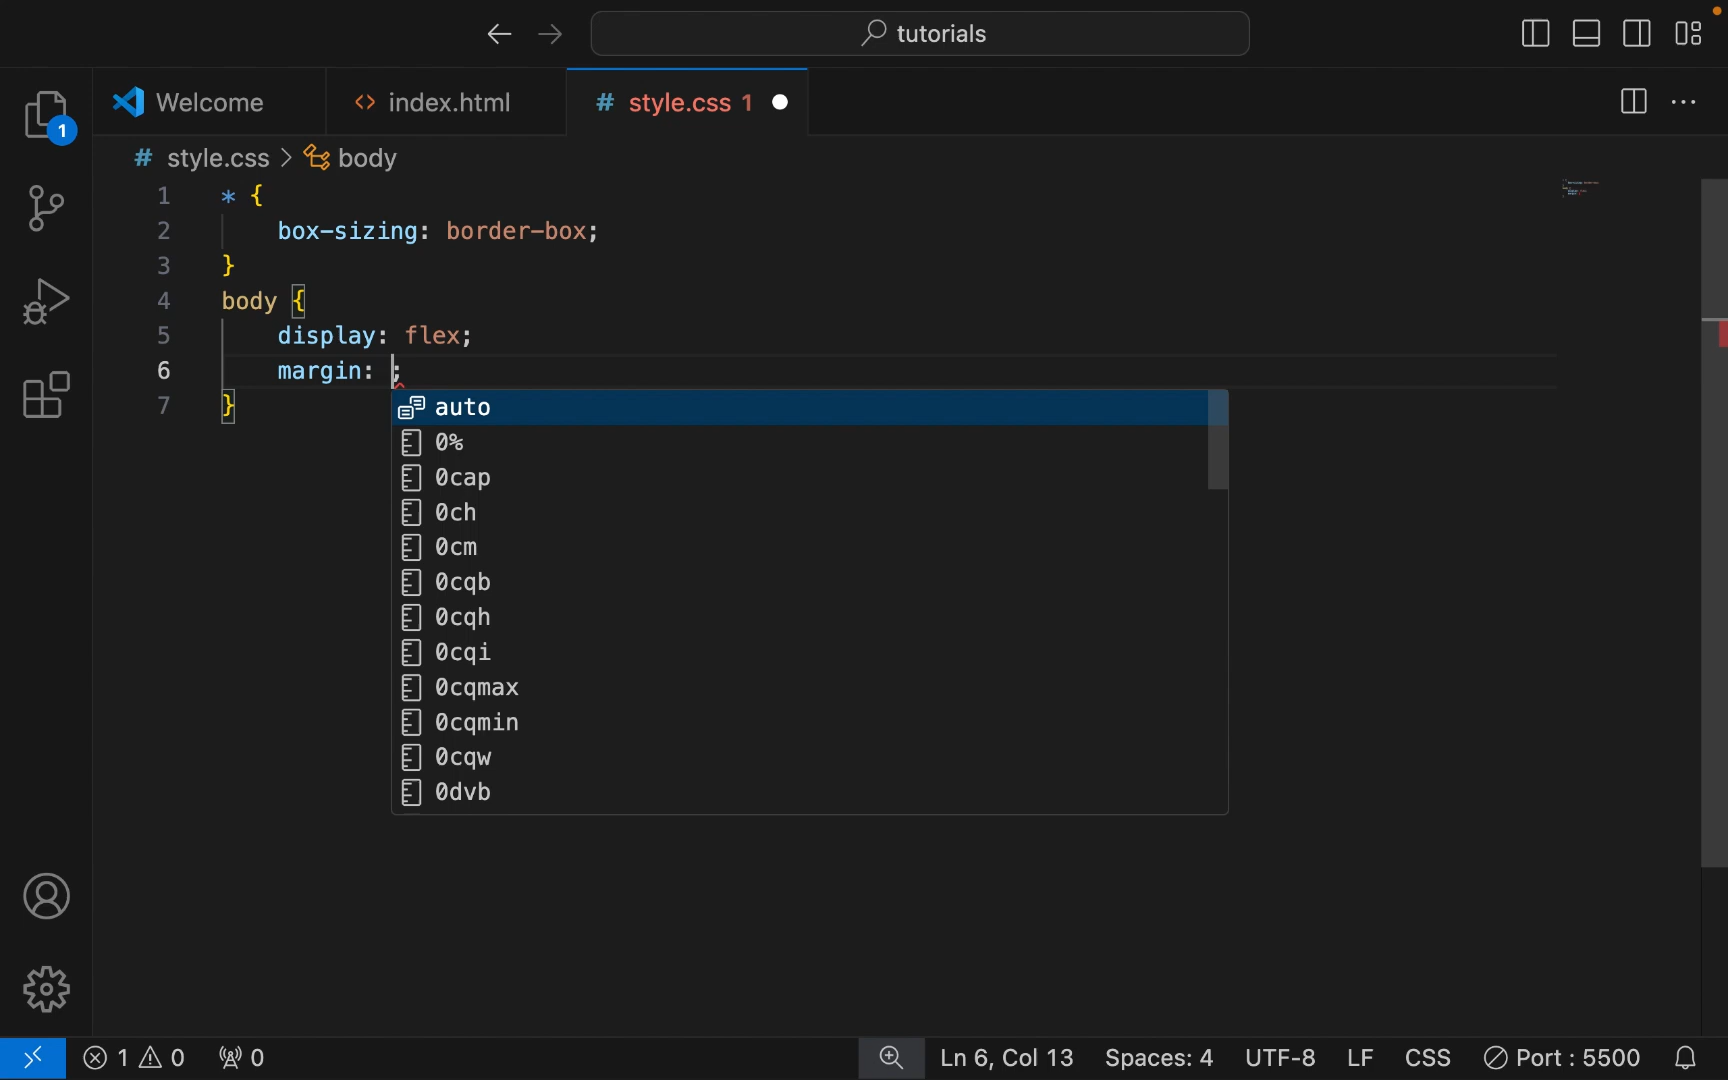 tutorials
Welcome
index.html
style.css 1
1
style.css > body
1 * {
2 box-sizing: border-box;
3 }
4 body {
5 display: flex;
6 margin: ;
7 }
auto
0%
0cap
0ch
0cm
0cqb
0cqh
0cqi
0cqmax
0cqmin
0cqw
0dvb
1 0 0 Ln 6, Col 13 Spaces: 4 UTF-8 LF CSS Port : 5500